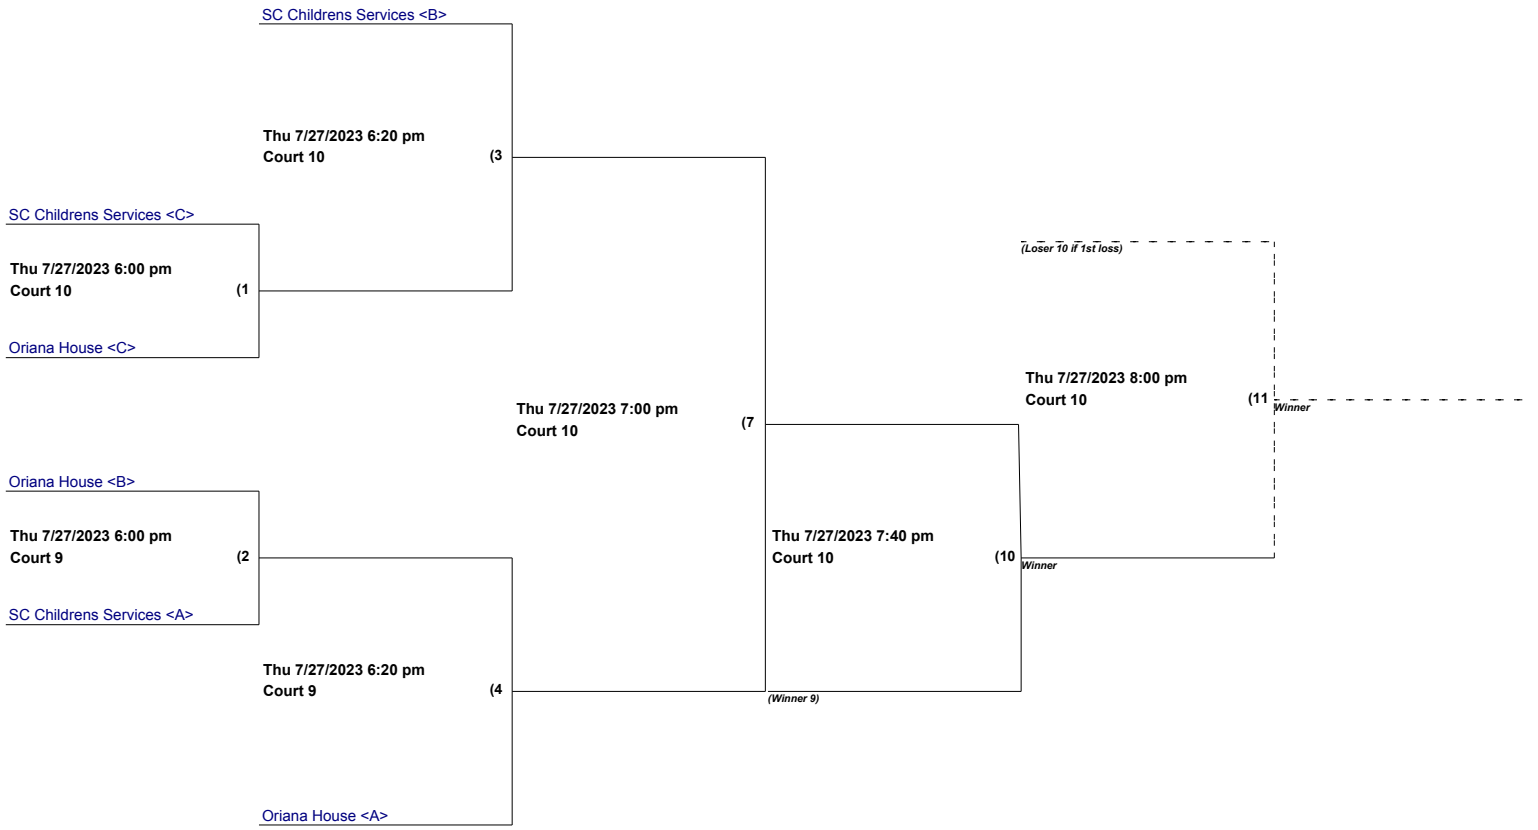 SC Childrens Services <B>
Thu 7/27/2023 6:20 pm
Court 10
(3
SC Childrens Services <C>
Thu 7/27/2023 6:00 pm
Court 10
(1
Oriana House <C>
(Loser 10 if 1st loss)
Thu 7/27/2023 8:00 pm
Court 10
(11
Winner
Thu 7/27/2023 7:00 pm
Court 10
(7
Oriana House <B>
Thu 7/27/2023 6:00 pm
Court 9
(2
SC Childrens Services <A>
Thu 7/27/2023 7:40 pm
Court 10
(10
Winner
Thu 7/27/2023 6:20 pm
Court 9
(4
(Winner 9)
Oriana House <A>